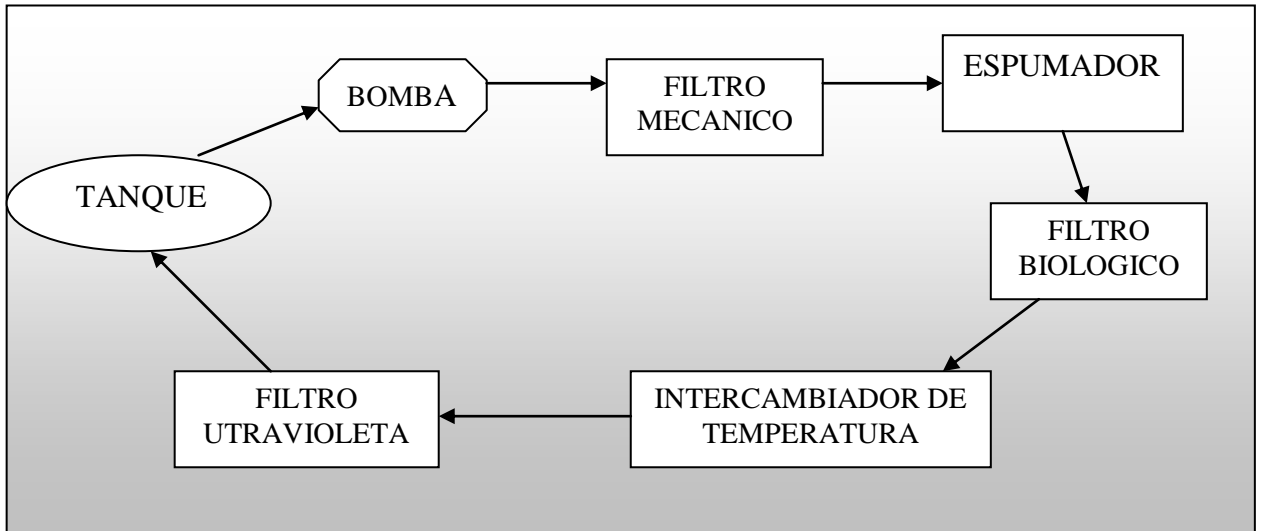 TANQUE
BOMBA
FILTRO
MECANICO
ESPUMADOR
FILTRO
BIOLOGICO
INTERCAMBIADOR DE
TEMPERATURA
FILTRO
UTRAVIOLETA